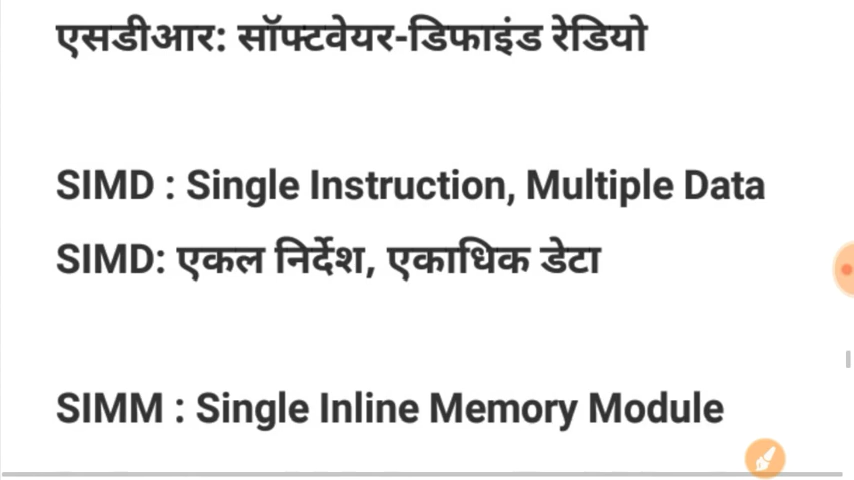 एसडीआर: सॉफ्टवेयर-डिफाइंड रेडियो
SIMD : Single Instruction, Multiple Data
SIMD: एकल निर्देश, एकाधिक डेटा
SIMM : Single Inline Memory Module